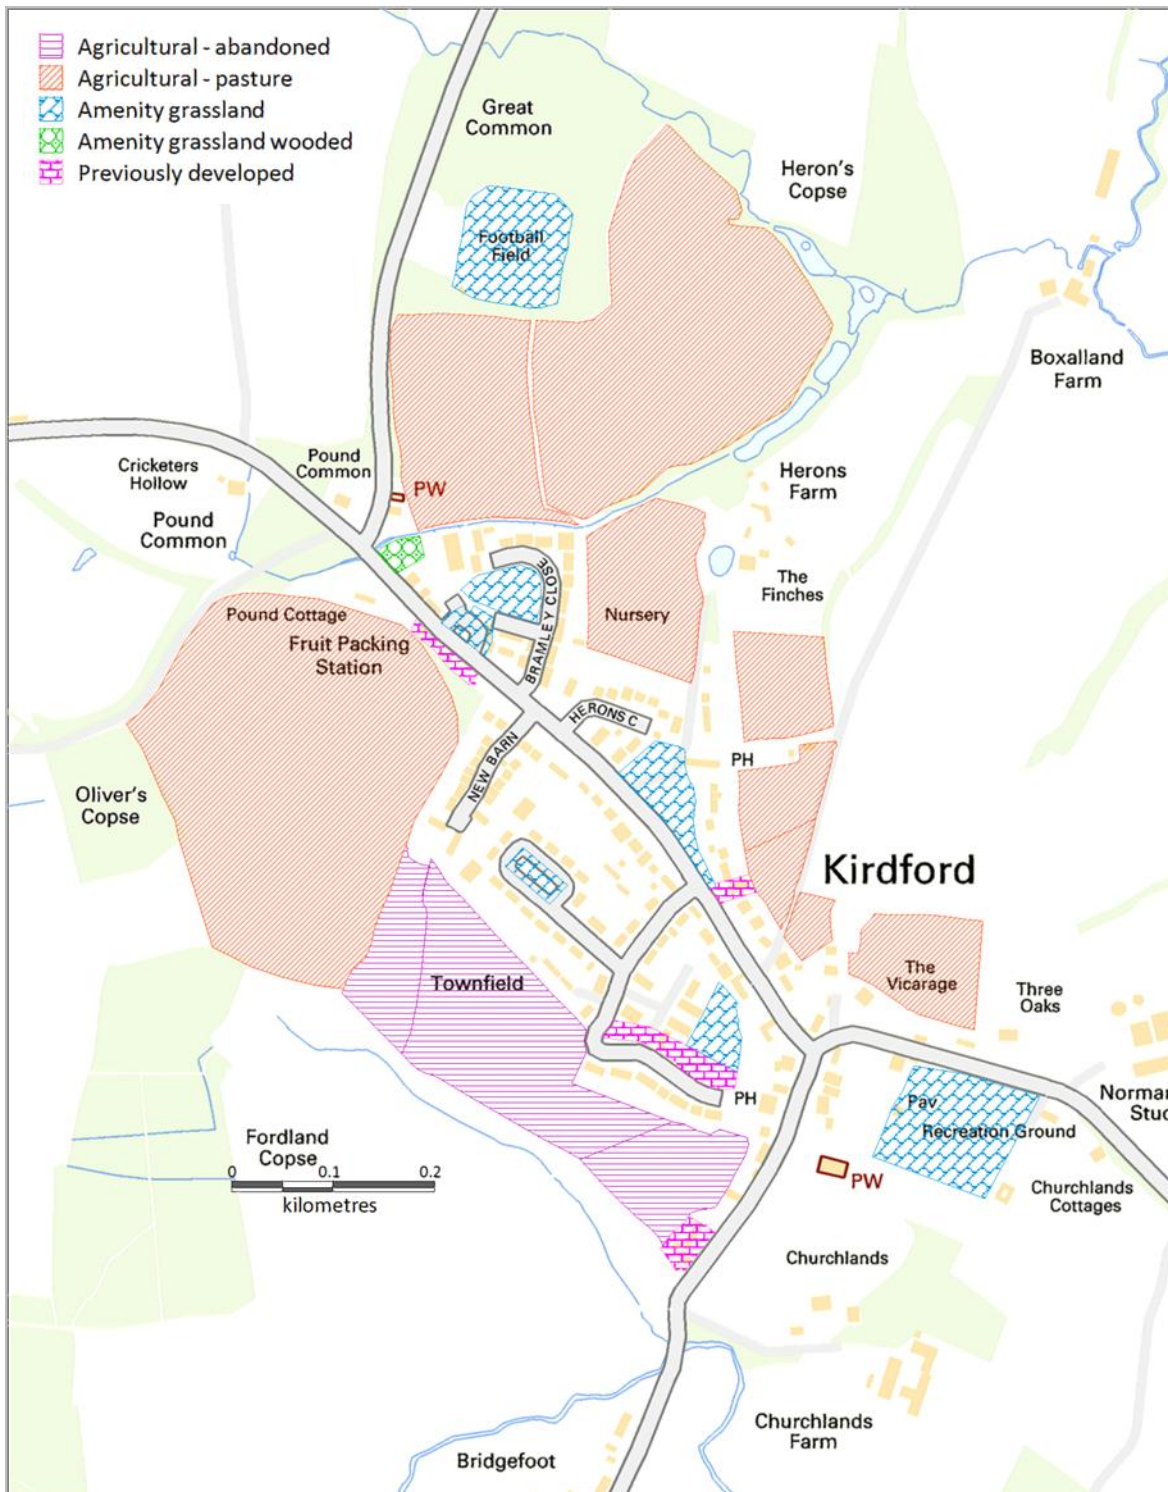 Agricultural - abandoned
Agricultural - pasture
Amenity grassland
Amenity grassland wooded
Previously developed
Great
Common
Heron's
Copse
Football
Field
Boxalland
Farm
Pound
Common
Cricketers
Hollow
PW
Herons
Farm
Pound
Common
BRAMLEY CLOSE
The
Finches
Pound Cottage
Nursery
Fruit Packing
Station
HERONS C
NEW BARN
PH
Oliver's
Copse
Kirdford
Townfield
The
Vicarage
Three
Oaks
PH
Pav
Recreation Ground
Norman
Stud
Fordland
Copse
0 0.1 0.2
kilometres
PW
Churchlands
Cottages
Churchlands
Churchlands
Farm
Bridgefoot